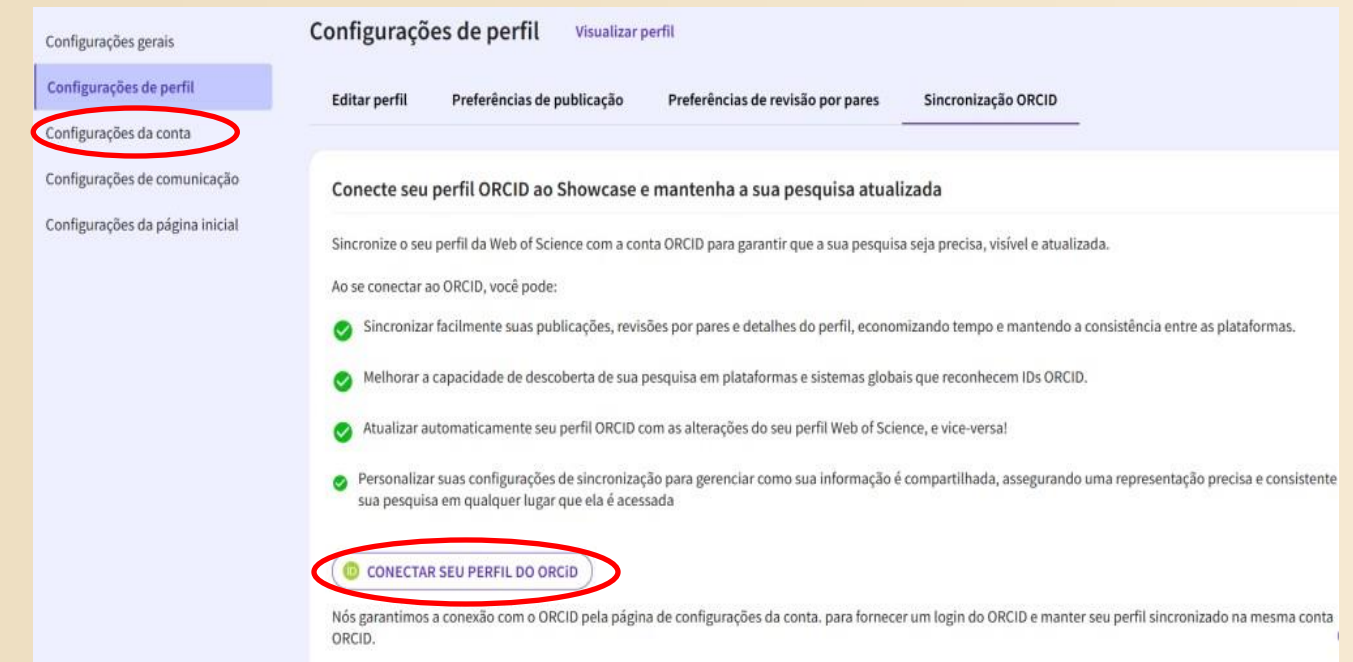 Configurações gerais
Configurações de perfil
Configurações da conta
Configurações de comunicação
Configurações da página inicial
Configurações de perfil Visualizar perfil
Editar perfil Preferências de publicação Preferências de revisão por pares Sincronização ORCID
Conecte seu perfil ORCID ao Showcase e mantenha a sua pesquisa atualizada
Sincronize o seu perfil da Web of Science com a conta ORCID para garantir que a sua pesquisa seja precisa, visível e atualizada.
Ao se conectar ao ORCID, você pode:
Sincronizar facilmente suas publicações, revisões por pares e detalhes do perfil, economizando tempo e mantendo a consistência entre as plataformas.
Melhorar a capacidade de descoberta de sua pesquisa em plataformas e sistemas globais que reconhecem IDs ORCID.
Atualizar automaticamente seu perfil ORCID com as alterações do seu perfil Web of Science, e vice-versa!
Personalizar suas configurações de sincronização para gerenciar como sua informação é compartilhada, assegurando uma representação precisa e consistente
sua pesquisa em qualquer lugar que ela é acessada
iD CONECTAR SEU PERFIL DO ORCiD
Nós garantimos a conexão com o ORCID pela página de configurações da conta. para fornecer um login do ORCID e manter seu perfil sincronizado na mesma conta
ORCID.